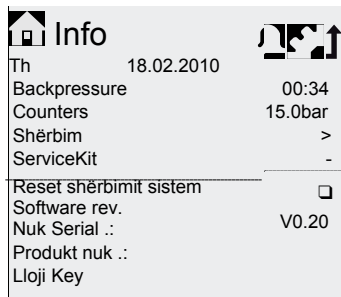 Info
Th 18.02.2010
Backpressure 00:34
Counters 15.0bar
Shërbim >
ServiceKit -
Reset shërbimit sistem
Software rev.
Nuk Serial .: V0.20
Produkt nuk .:
Lloji Key